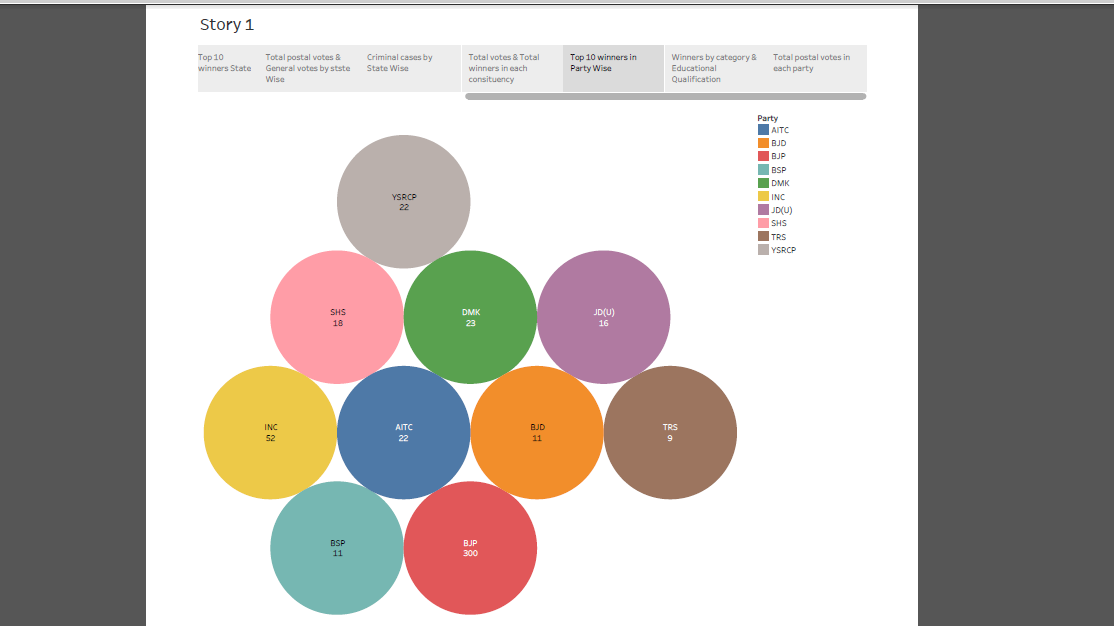 Story 1
Top 10
winners State
Total postal votes &
General votes by stste
Wise
Criminal cases by
State Wise
Total votes & Total
winners in each
consituency
Top 10 winners in
Party Wise
Winners by category &
Educational
Qualification
Total postal votes in
each party
Party
AITC
BJD
BJP
BSP
DMK
INC
JD(U)
SHS
TRS
YSRCP
YSRCP
22
SHS
18
DMK
23
JD(U)
16
INC
52
AITC
22
BJD
11
TRS
9
BSP
11
BJP
300